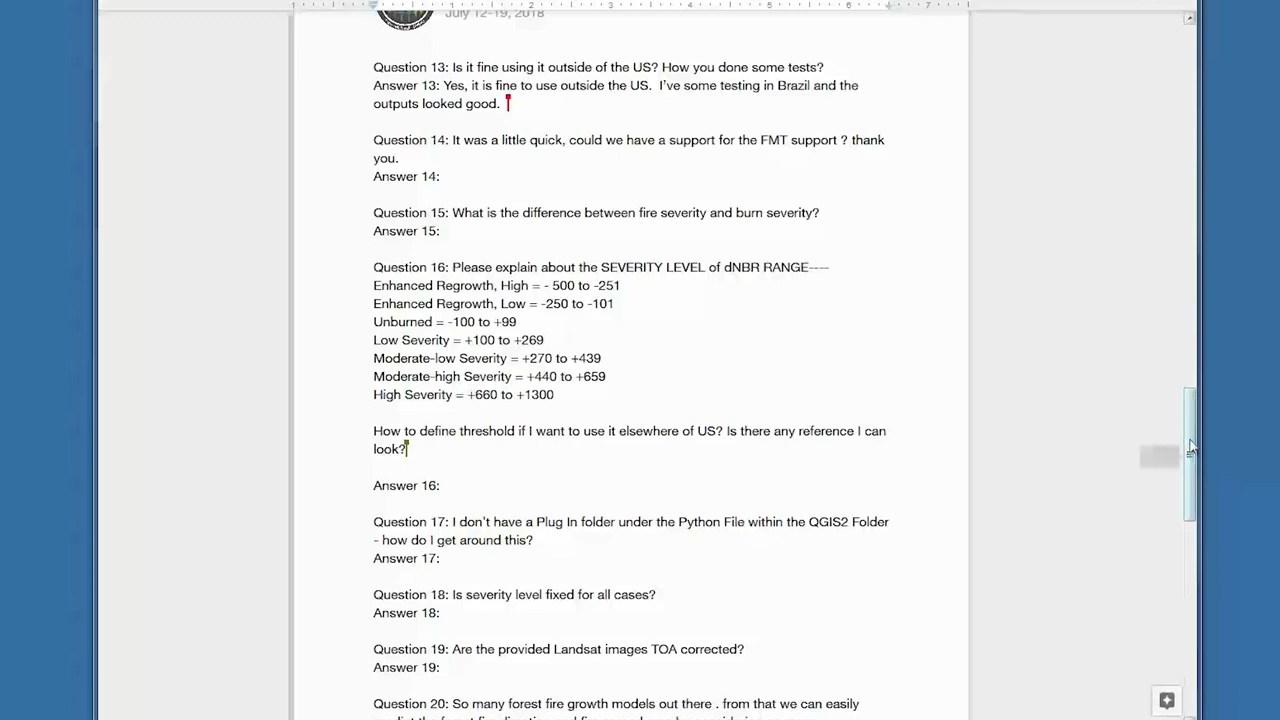 1 2 3 4 5 6 7
July 12-19, 2018
Question 13: Is it fine using it outside of the US? How you done some tests?
Answer 13: Yes, it is fine to use outside the US. I've some testing in Brazil and the
outputs looked good.
Question 14: It was a little quick, could we have a support for the FMT support ? thank
you.
Answer 14:
Question 15: What is the difference between fire severity and burn severity?
Answer 15:
Question 16: Please explain about the SEVERITY LEVEL of dNBR RANGE----
Enhanced Regrowth, High = - 500 to -251
Enhanced Regrowth, Low = -250 to -101
Unburned = -100 to +99
Low Severity = +100 to +269
Moderate-low Severity = +270 to +439
Moderate-high Severity = +440 to +659
High Severity = +660 to +1300
How to define threshold if I want to use it elsewhere of US? Is there any reference I can
look?
Answer 16:
Question 17: I don't have a Plug In folder under the Python File within the QGIS2 Folder
- how do I get around this?
Answer 17:
Question 18: Is severity level fixed for all cases?
Answer 18:
Question 19: Are the provided Landsat images TOA corrected?
Answer 19:
Question 20: So many forest fire growth models out there . from that we can easily